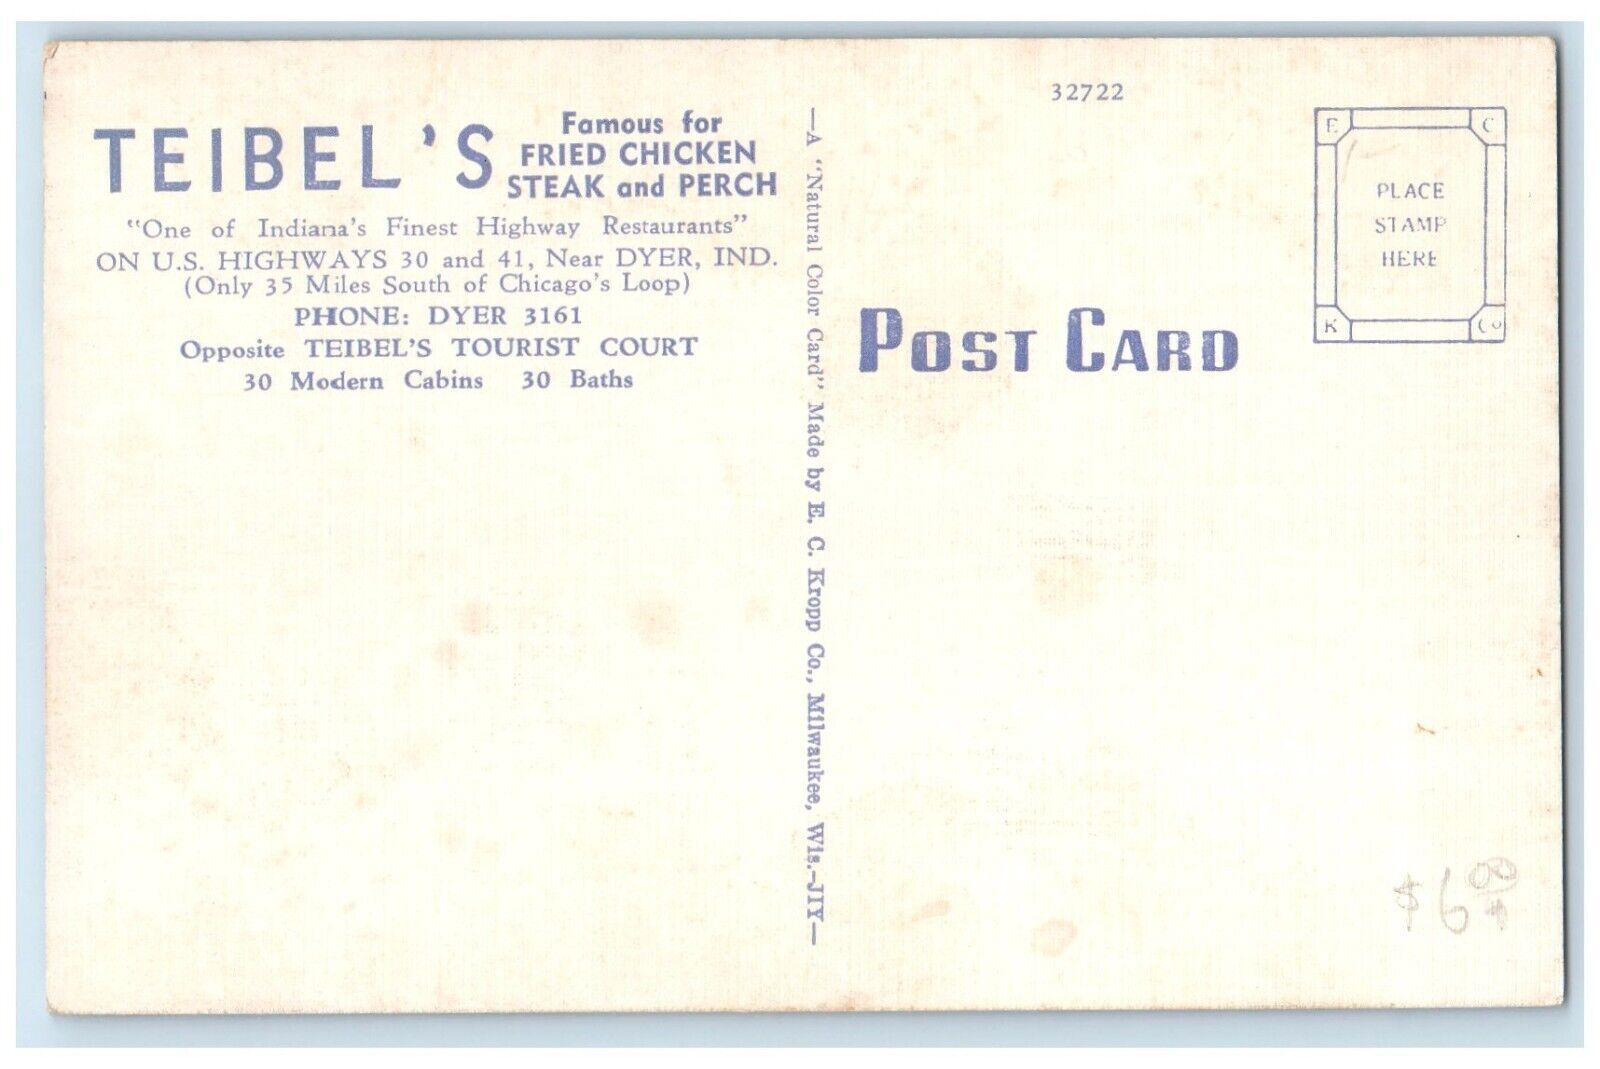 TEIBEL'S
Famous for
FRIED CHICKEN
STEAK and PERCH
"One of Indiana's Finest Highway Restaurants"
ON U.S. HIGHWAYS 30 and 41, Near DYER, IND.
(Only 35 Miles South of Chicago's Loop)
PHONE: DYER 3161
Opposite TEIBEL'S TOURIST COURT
30 Modern Cabins 30 Baths
—A "Natural Color Card" Made by E. C. Kropp Co., Milwaukee, Wis.-JIY—
32722
POST CARD
E C
PLACE
STAMP
HERE
K Co
$6.00